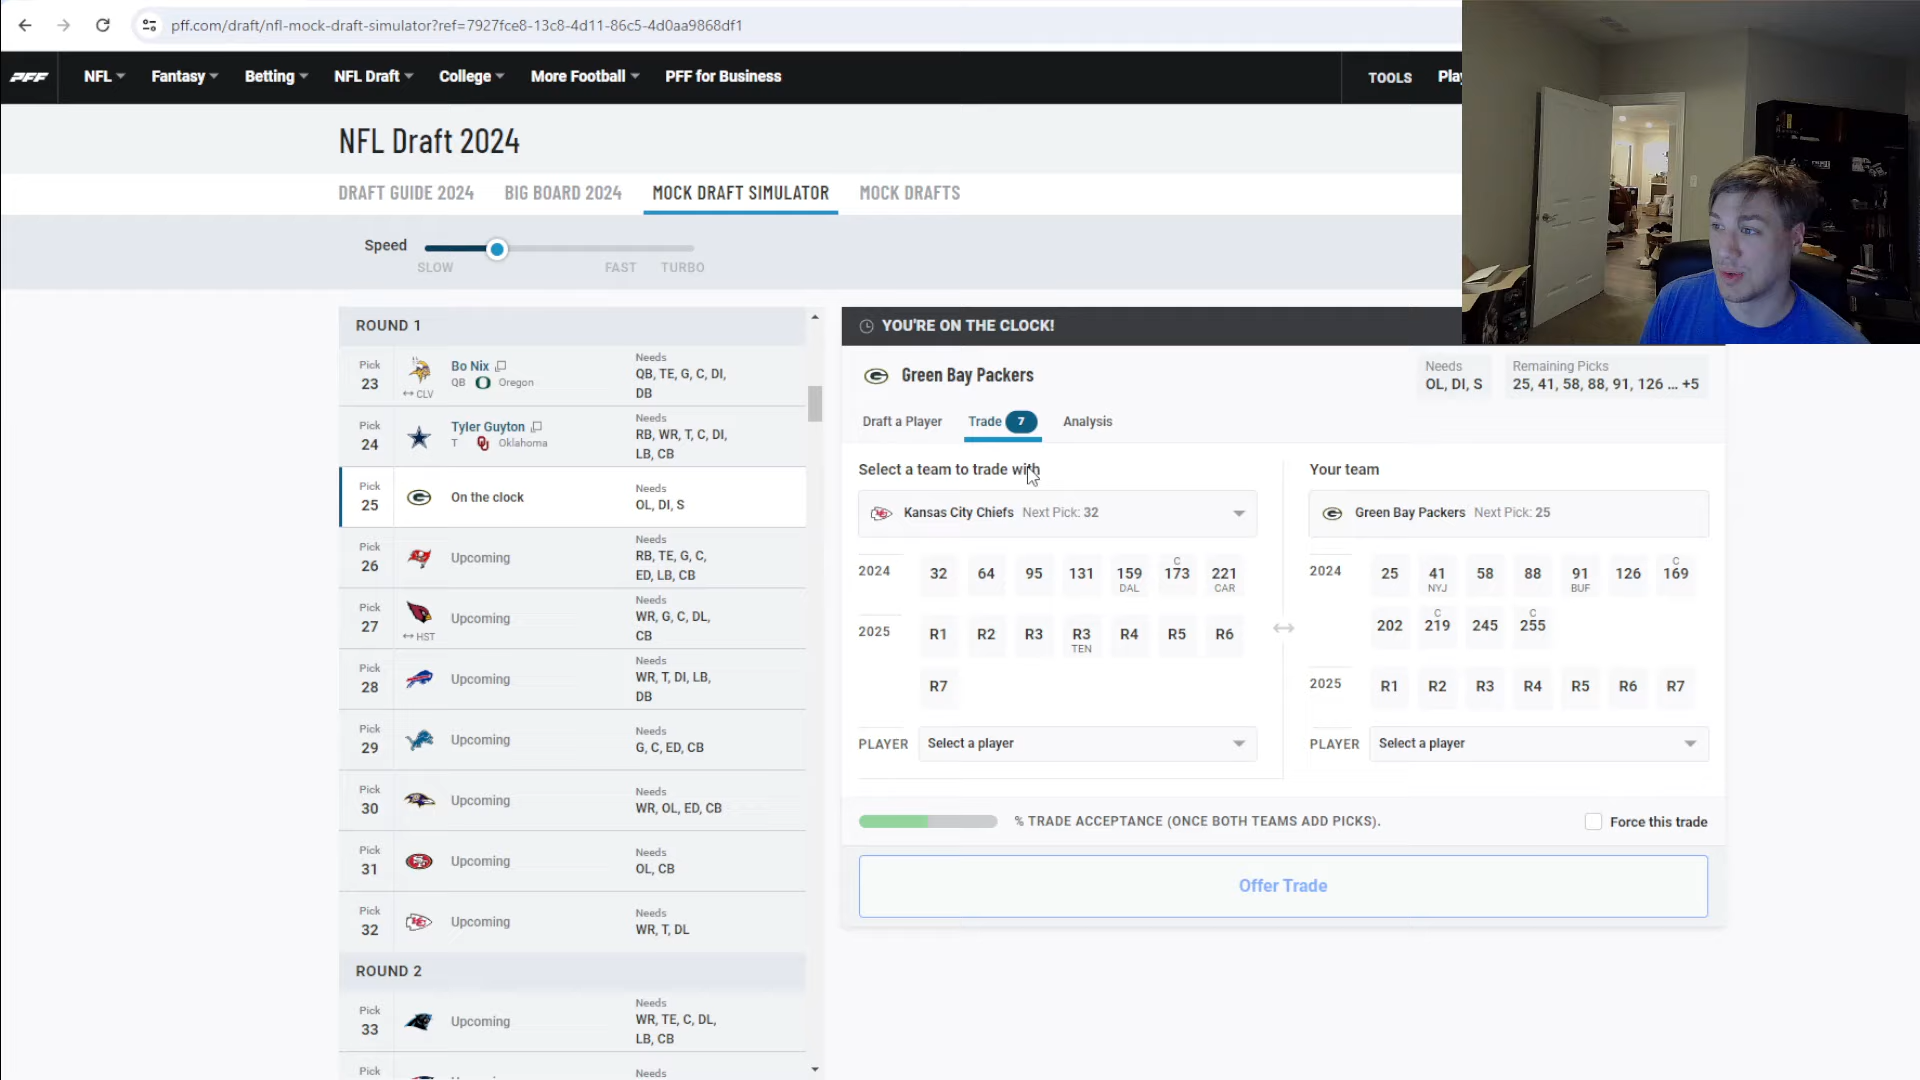 pff.com/draft/nfl-mock-draft-simulator?ref=7927fce8-13c8-4d11-86c5-4d0aa9868df1
PFF NFL Fantasy Betting NFL Draft College More Football PFF for Business TOOLS
NFL Draft 2024
DRAFT GUIDE 2024 BIG BOARD 2024 MOCK DRAFT SIMULATOR MOCK DRAFTS
Speed
SLOW FAST TURBO
ROUND 1
Pick 23 ↔ CLV Bo Nix QB O Oregon Needs QB, TE, G, C, DI, DB
Pick 24 Tyler Guyton T OU Oklahoma Needs RB, WR, T, C, DI, LB, CB
Pick 25 On the clock Needs OL, DI, S
Pick 26 Upcoming Needs RB, TE, G, C, ED, LB, CB
Pick 27 ↔ HST Upcoming Needs WR, G, C, DL, CB
Pick 28 Upcoming Needs WR, T, DI, LB, DB
Pick 29 Upcoming Needs G, C, ED, CB
Pick 30 Upcoming Needs WR, OL, ED, CB
Pick 31 Upcoming Needs OL, CB
Pick 32 Upcoming Needs WR, T, DL
ROUND 2
Pick 33 Upcoming Needs WR, TE, C, DL, LB, CB
Pick Needs
YOU'RE ON THE CLOCK!
Green Bay Packers
Needs OL, DI, S
Remaining Picks 25, 41, 58, 88, 91, 126 ... +5
Draft a Player Trade 7 Analysis
Select a team to trade with
Kansas City Chiefs Next Pick: 32
2024 32 64 95 131 159 DAL C 173 221 CAR
2025 R1 R2 R3 R3 TEN R4 R5 R6
R7
PLAYER Select a player
Your team
Green Bay Packers Next Pick: 25
2024 25 41 NYJ 58 88 91 BUF 126 C 169
202 C 219 245 C 255
2025 R1 R2 R3 R4 R5 R6 R7
PLAYER Select a player
% TRADE ACCEPTANCE (ONCE BOTH TEAMS ADD PICKS).
Force this trade
Offer Trade